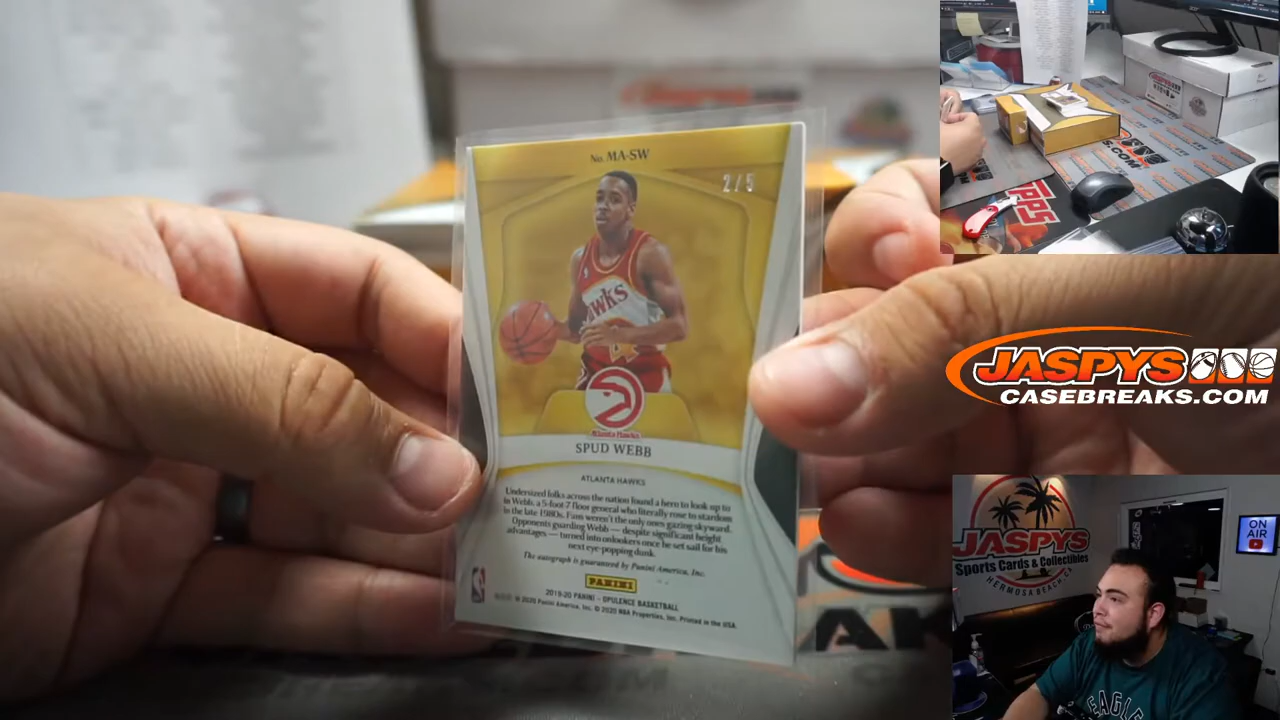 No. MA-SW
2/5
Hawks
Atlanta Hawks
SPUD WEBB
ATLANTA HAWKS
Undersized folks across the nation found a hero to look up
to in Webb, a 5-foot-7 floor general who literally rose to stardom
in the late 1980s. Fans weren't the only ones gazing skyward.
Opponents guarding Webb — despite significant height
advantages — turned into onlookers once he set sail for his
next eye-popping dunk.
The autograph is guaranteed by Panini America, Inc.
PANINI
2019-20 PANINI - OPULENCE BASKETBALL
© 2020 Panini America, Inc. © 2020 NBA Properties, Inc. Printed in the USA.
JASPYS
CASEBREAKS.COM
JASPYS
Sports Cards & Collectibles
HERMOSA BEACH, CA
ON
AIR
EAGLE
TOPPS
S.COM